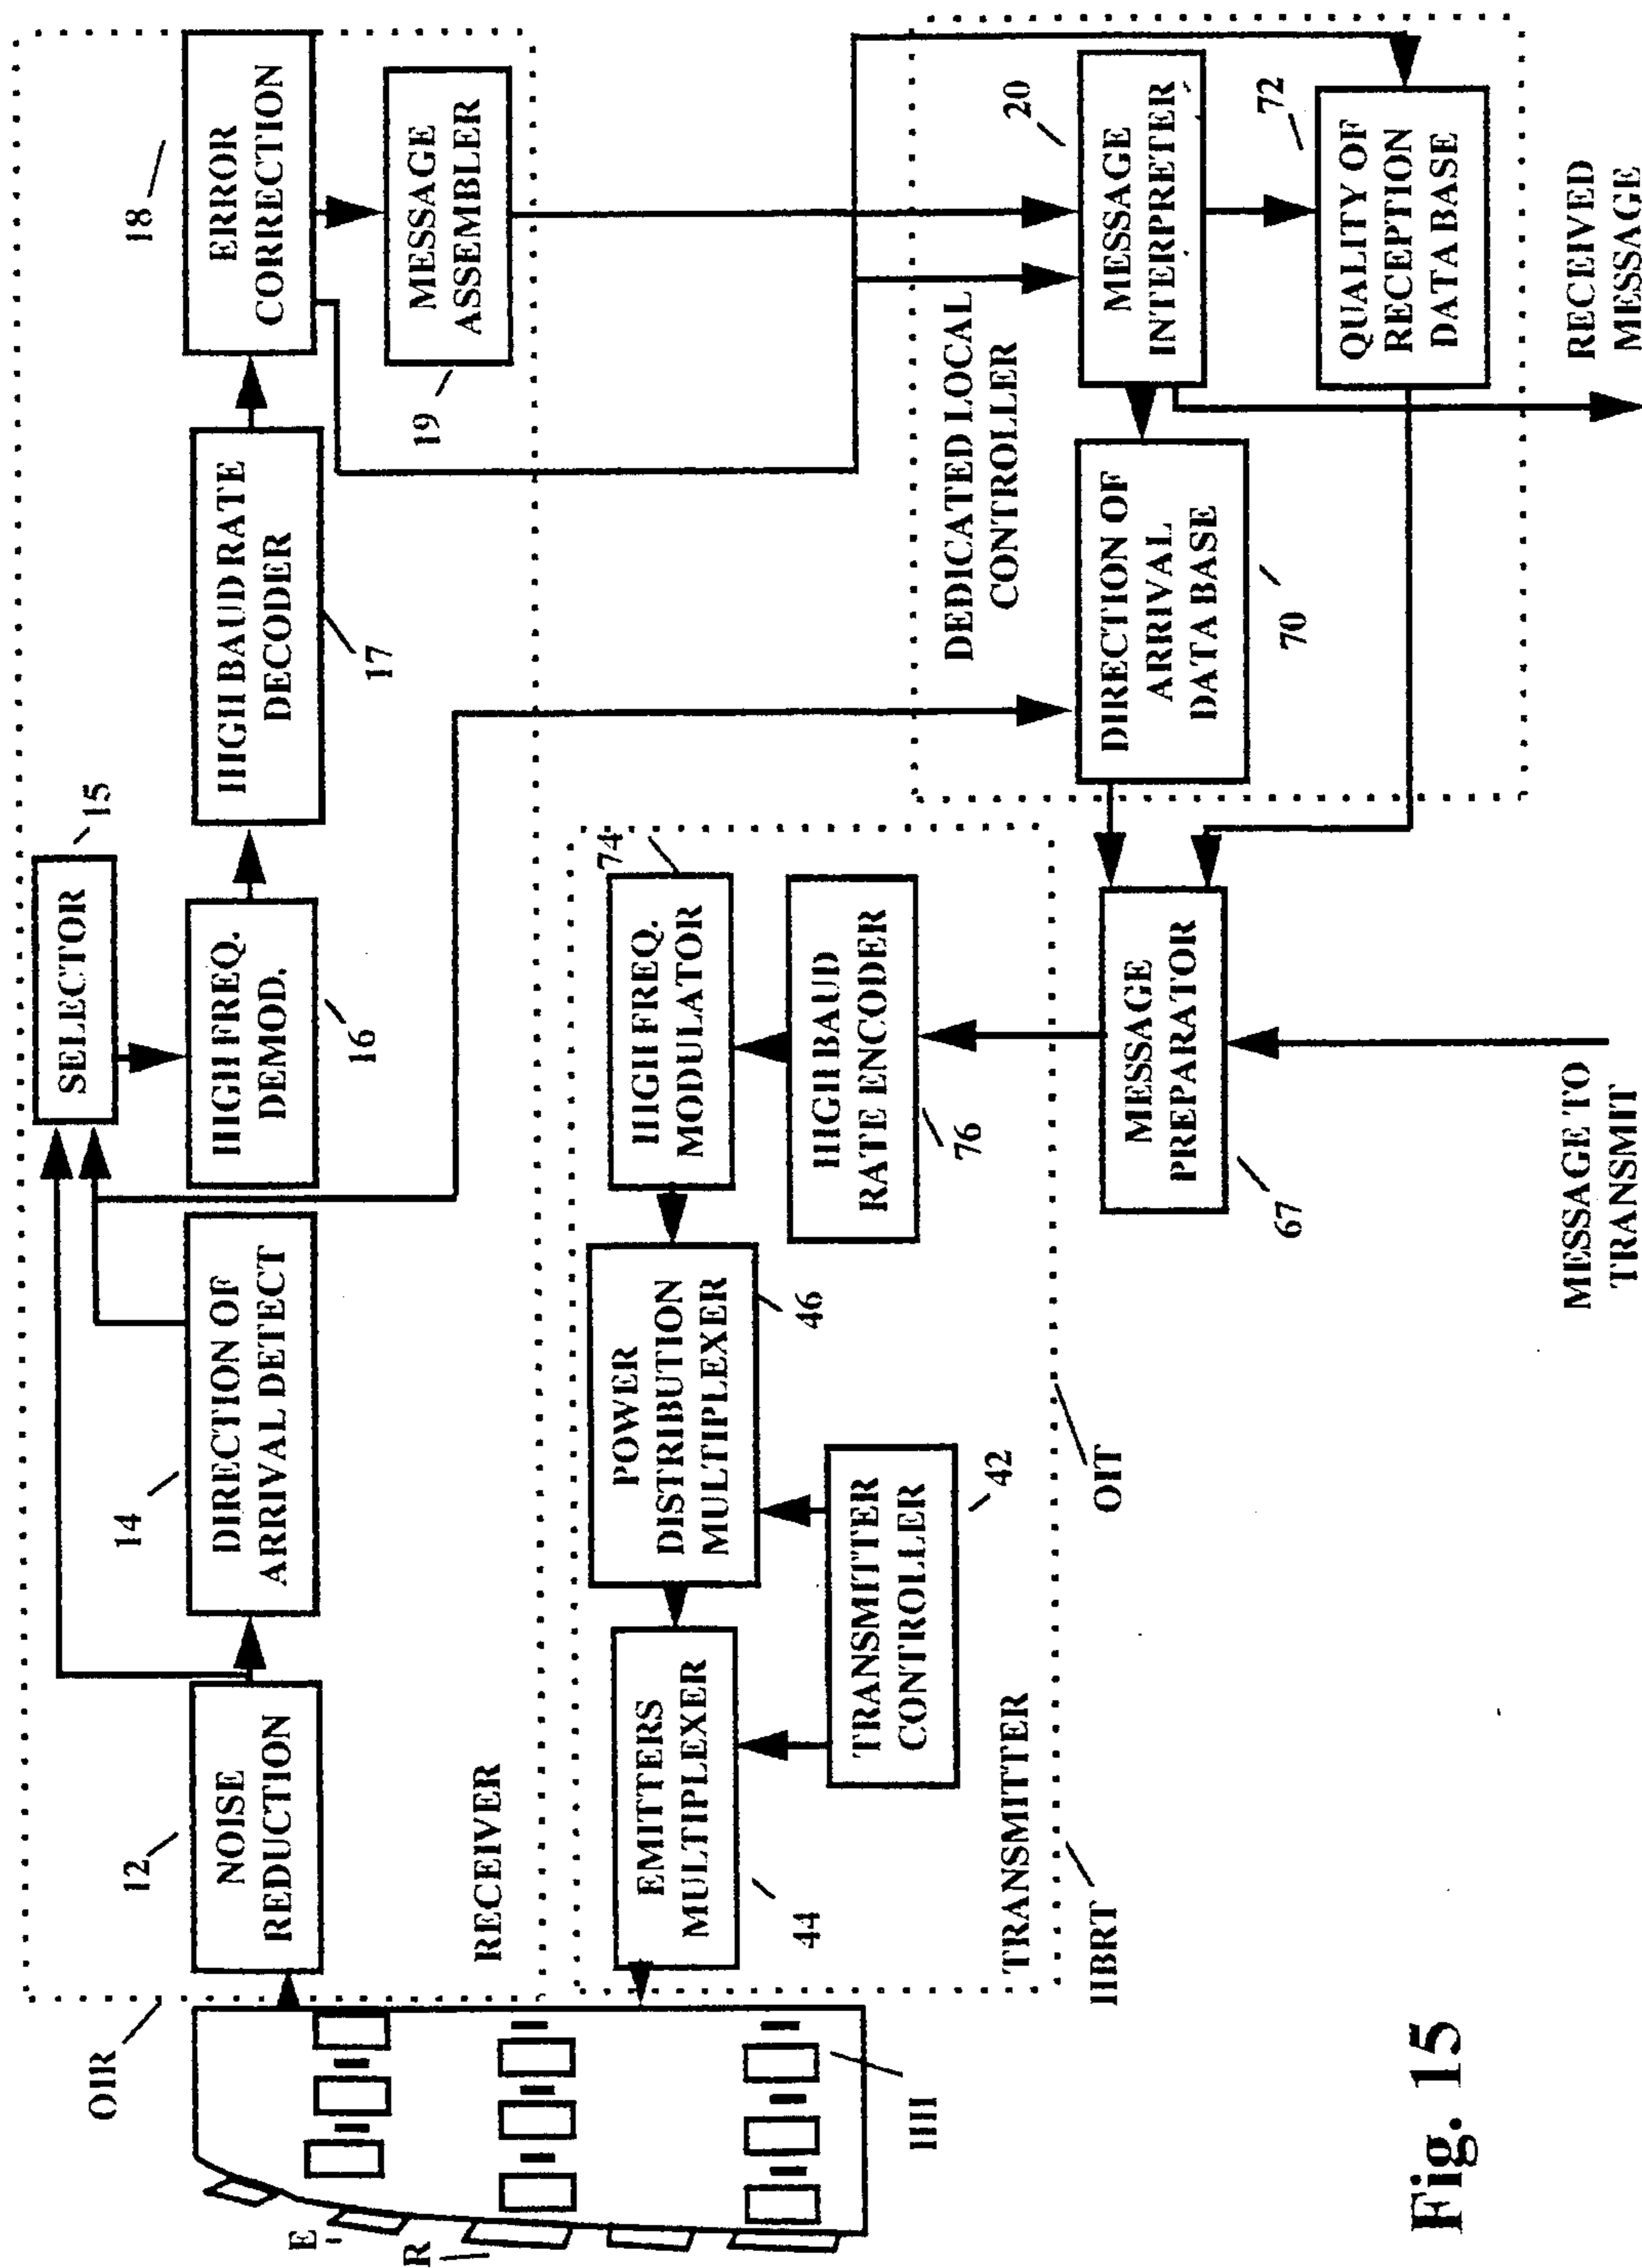 OIR
12
NOISE
REDUCTION
14
DIRECTION OF
ARRIVAL DETECT
SELECTOR
15
HIGH FREQ.
DEMOD.
16
HIGH BAUD RATE
DECODER
17
18
ERROR
CORRECTION
MESSAGE
ASSEMBLER
19
RECEIVER
E
R
HH
EMITTERS
MULTIPLEXER
44
POWER
DISTRIBUTION
MULTIPLEXER
46
HIGH FREQ.
MODULATOR
74
HIGH BAUD
RATE ENCODER
76
TRANSMITTER
CONTROLLER
42
TRANSMITTER
HBRT
OIT
DEDICATED LOCAL
CONTROLLER
MESSAGE
INTERPRETER
20
DIRECTION OF
ARRIVAL
DATA BASE
70
QUALITY OF
RECEPTION
DATA BASE
72
MESSAGE
PREPARATOR
67
MESSAGE TO
TRANSMIT
RECEIVED
MESSAGE
Fig. 15